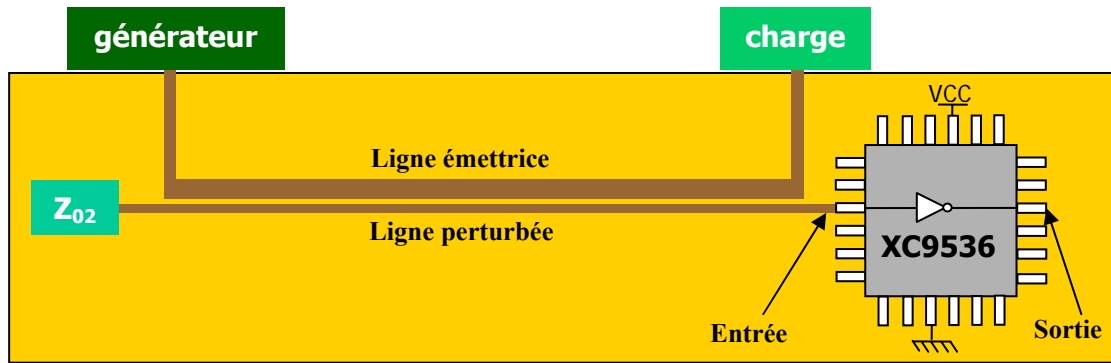 générateur
charge
VCC
Ligne émettrice
Z₀₂
Ligne perturbée
XC9536
Entrée
Sortie